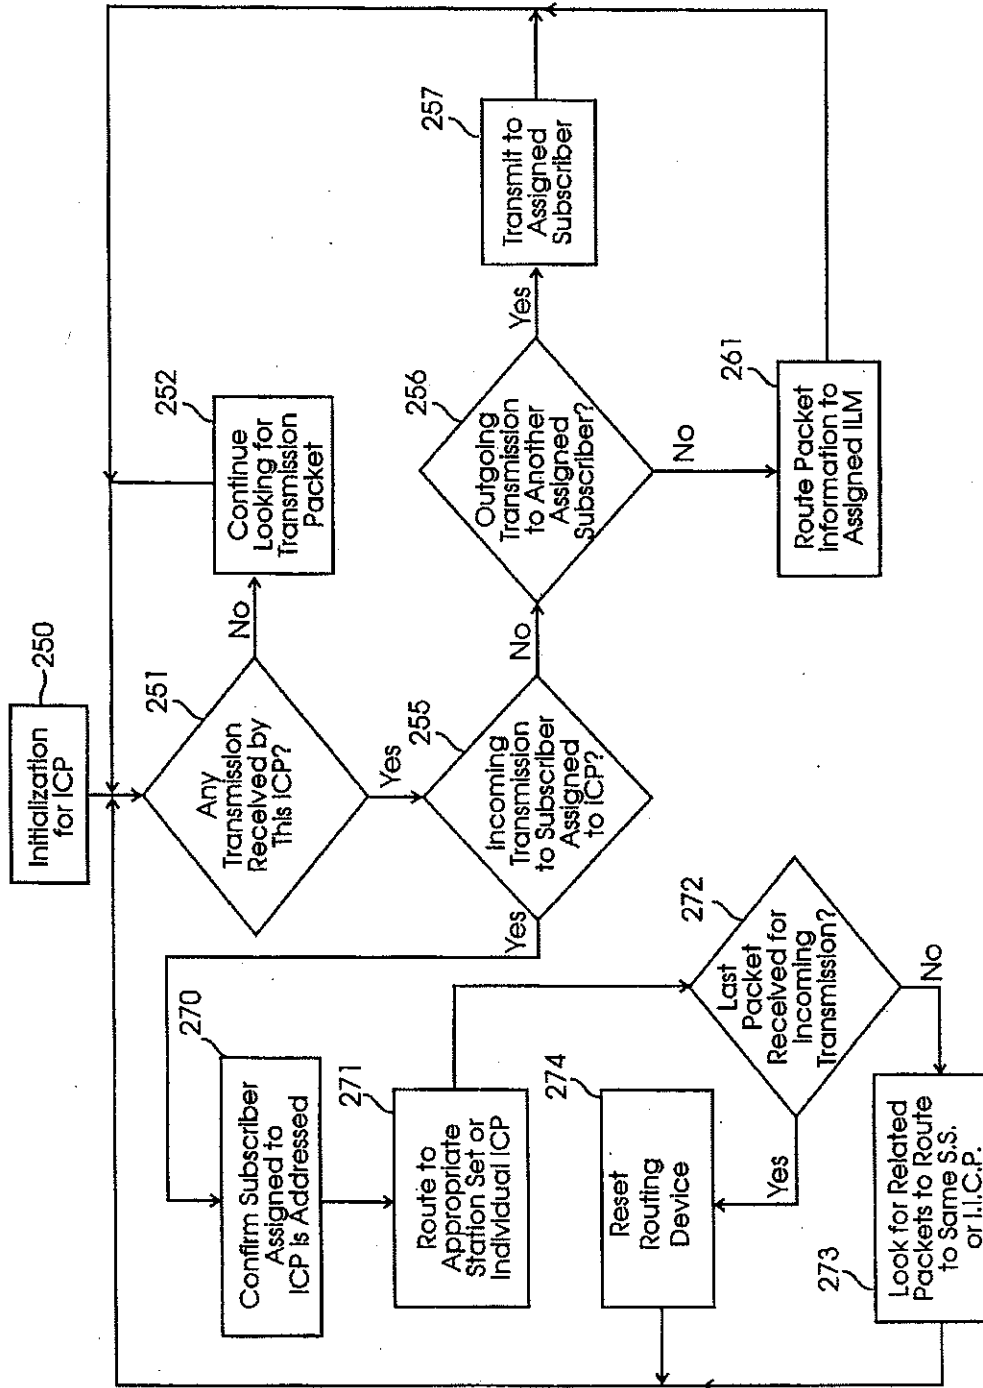 Initialization
for ICP
250
Any
Transmission
Received by
This ICP?
251
No
Continue
Looking for
Transmission
Packet
252
Yes
Incoming
Transmission
to Subscriber
Assigned
to ICP?
255
No
Outgoing
Transmission
to Another
Assigned
Subscriber?
256
Yes
Transmit to
Assigned
Subscriber
257
No
Route Packet
Information to
Assigned ILM
261
Yes
Confirm Subscriber
Assigned to
ICP is Addressed
270
Route to
Appropriate
Station Set or
Individual ICP
271
Last
Packet
Received for
Incoming
Transmission?
272
Yes
Reset
Routing
Device
274
No
Look for Related
Packets to Route
to Same S.S.
or I.I.C.P.
273